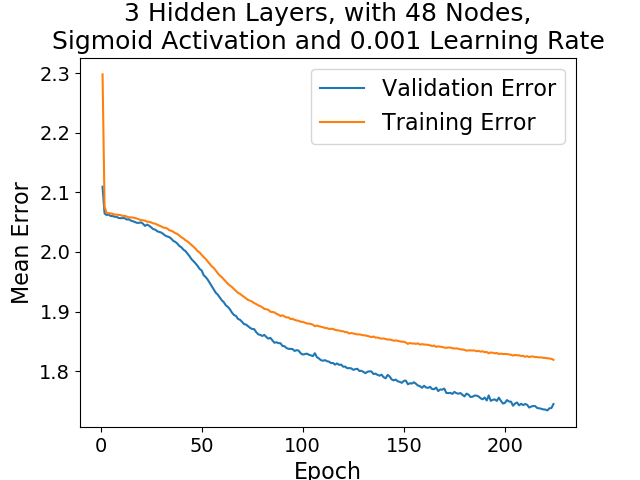 3 Hidden Layers, with 48 Nodes,
Sigmoid Activation and 0.001 Learning Rate
Validation Error
Training Error
Mean Error
2.3
2.2
2.1
2.0
1.9
1.8
0 50 100 150 200
Epoch